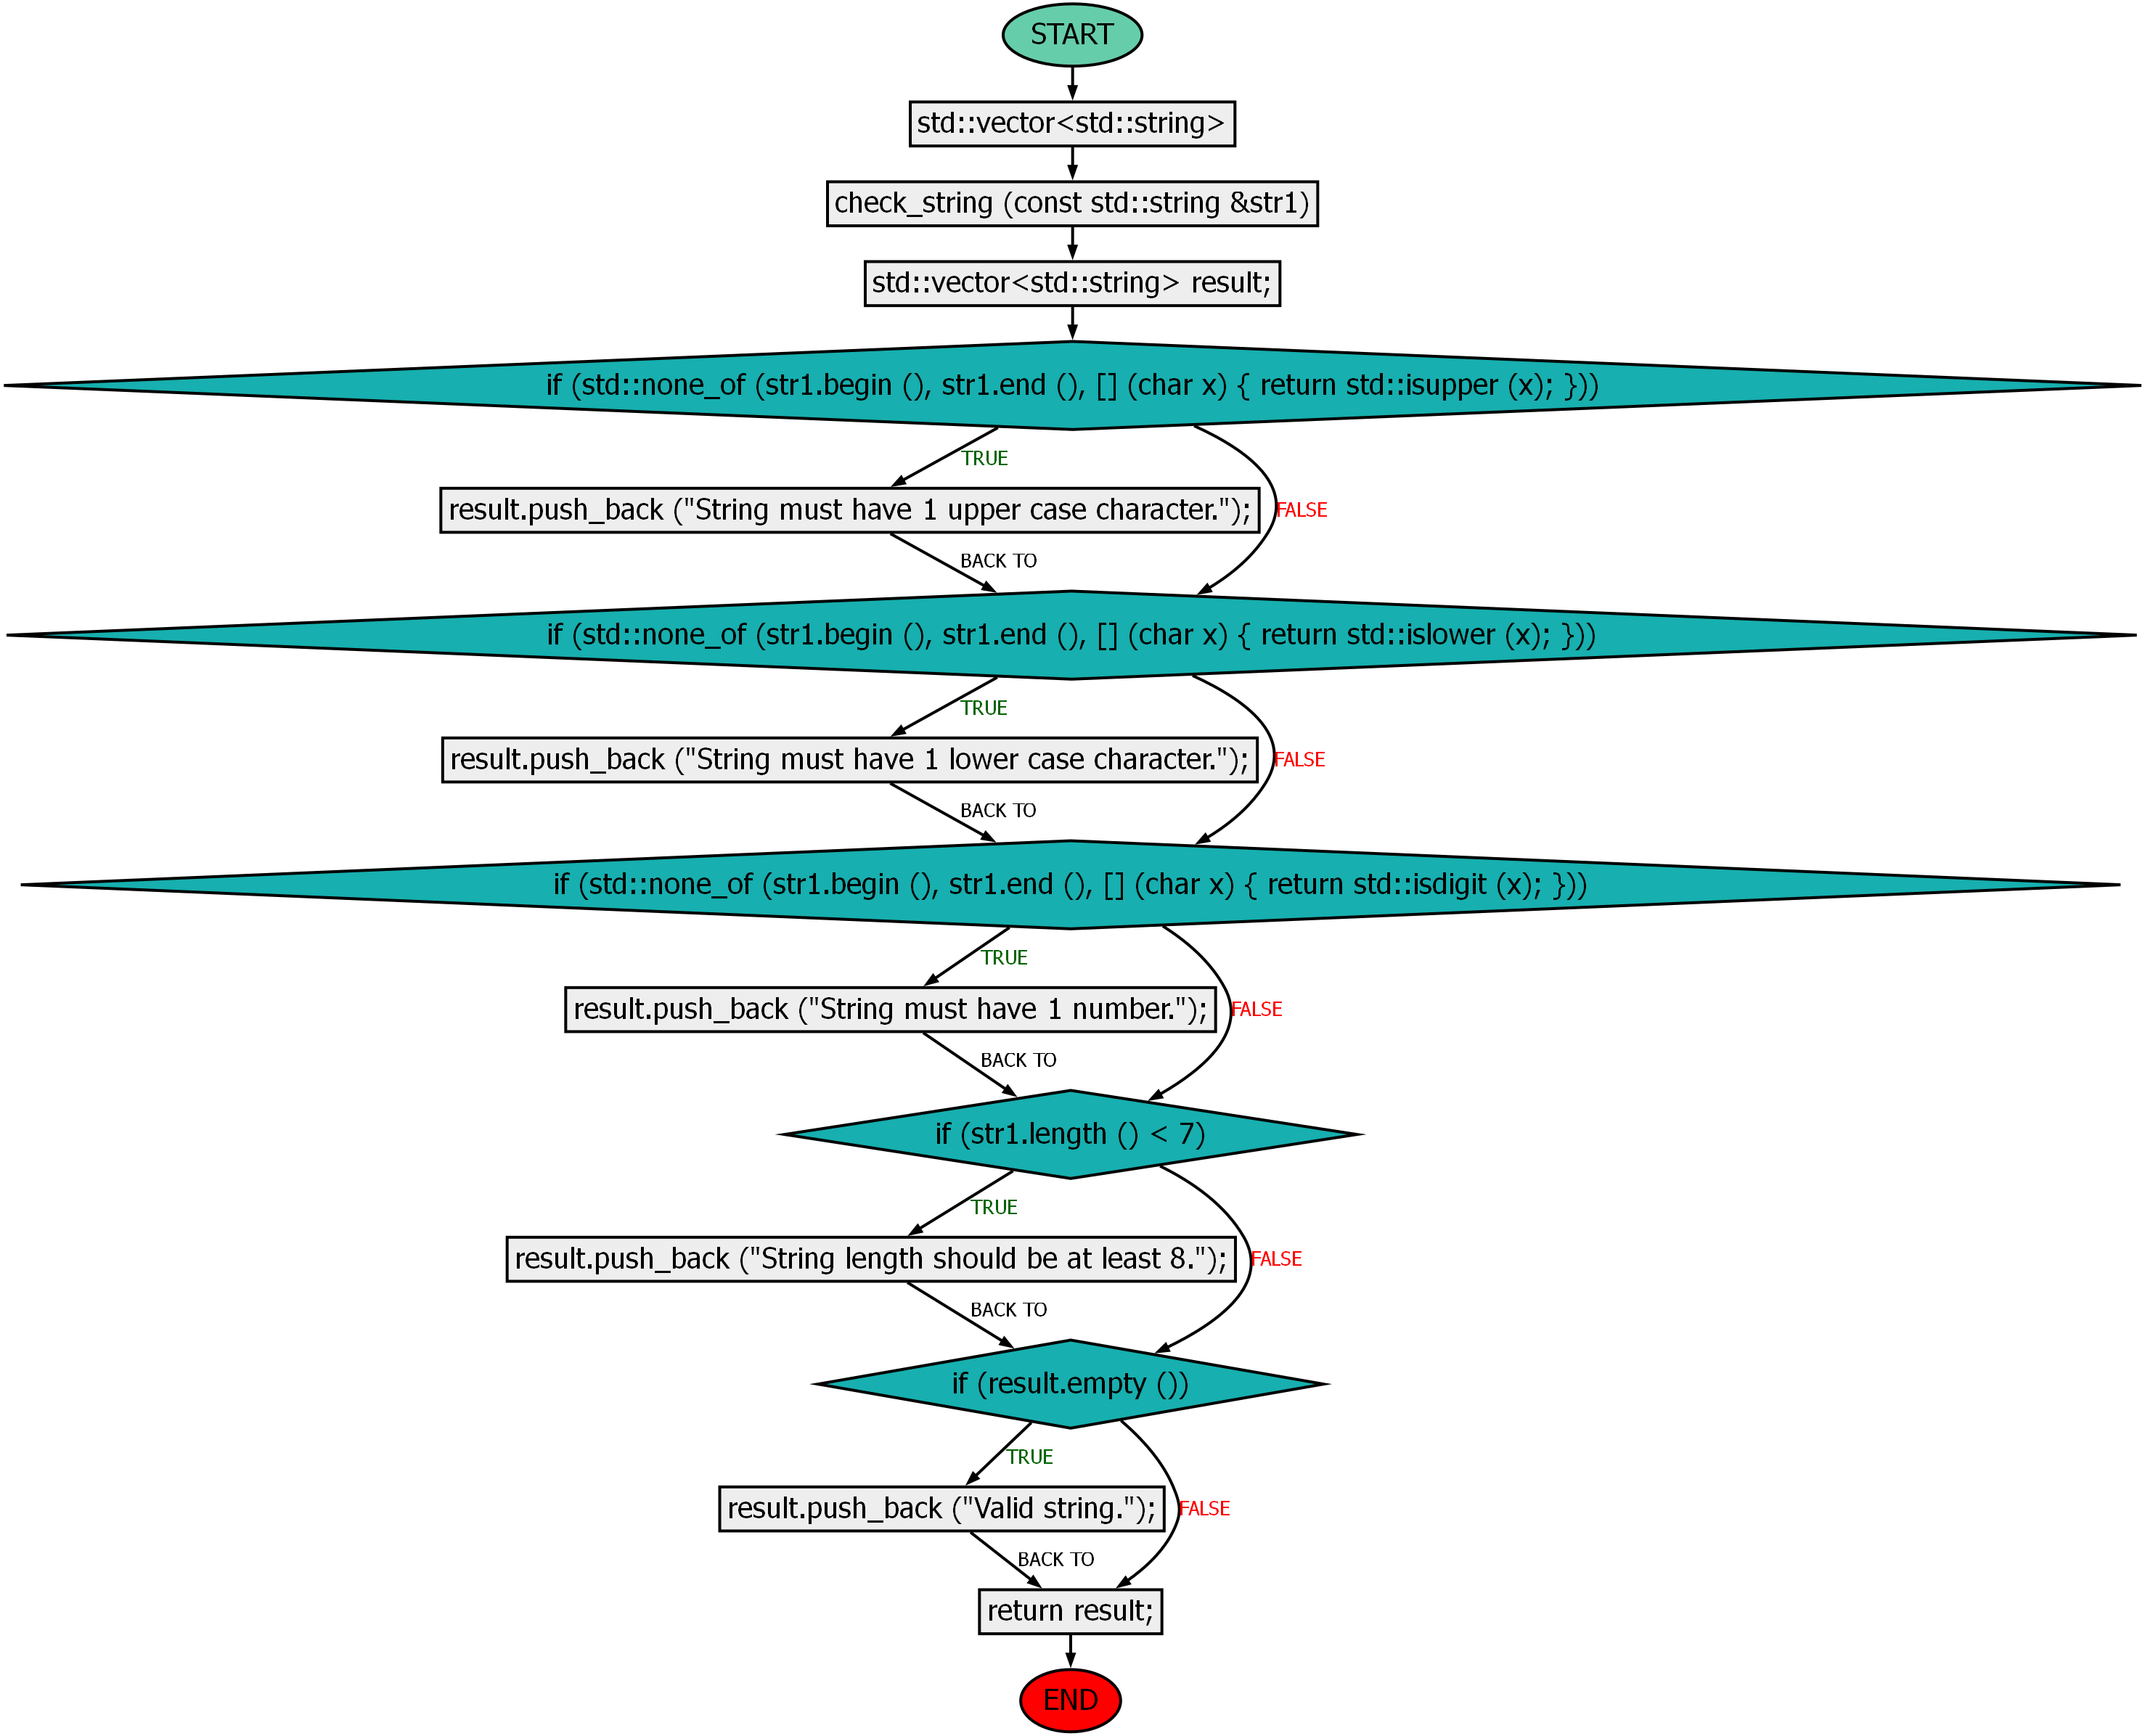 START
std::vector<std::string>
check_string (const std::string &str1)
std::vector<std::string> result;
if (std::none_of (str1.begin (), str1.end (), [] (char x) { return std::isupper (x); }))
TRUE
result.push_back ("String must have 1 upper case character.");
FALSE
BACK TO
if (std::none_of (str1.begin (), str1.end (), [] (char x) { return std::islower (x); }))
TRUE
result.push_back ("String must have 1 lower case character.");
FALSE
BACK TO
if (std::none_of (str1.begin (), str1.end (), [] (char x) { return std::isdigit (x); }))
TRUE
result.push_back ("String must have 1 number.");
FALSE
BACK TO
if (str1.length () < 7)
TRUE
result.push_back ("String length should be at least 8.");
FALSE
BACK TO
if (result.empty ())
TRUE
result.push_back ("Valid string.");
FALSE
BACK TO
return result;
END